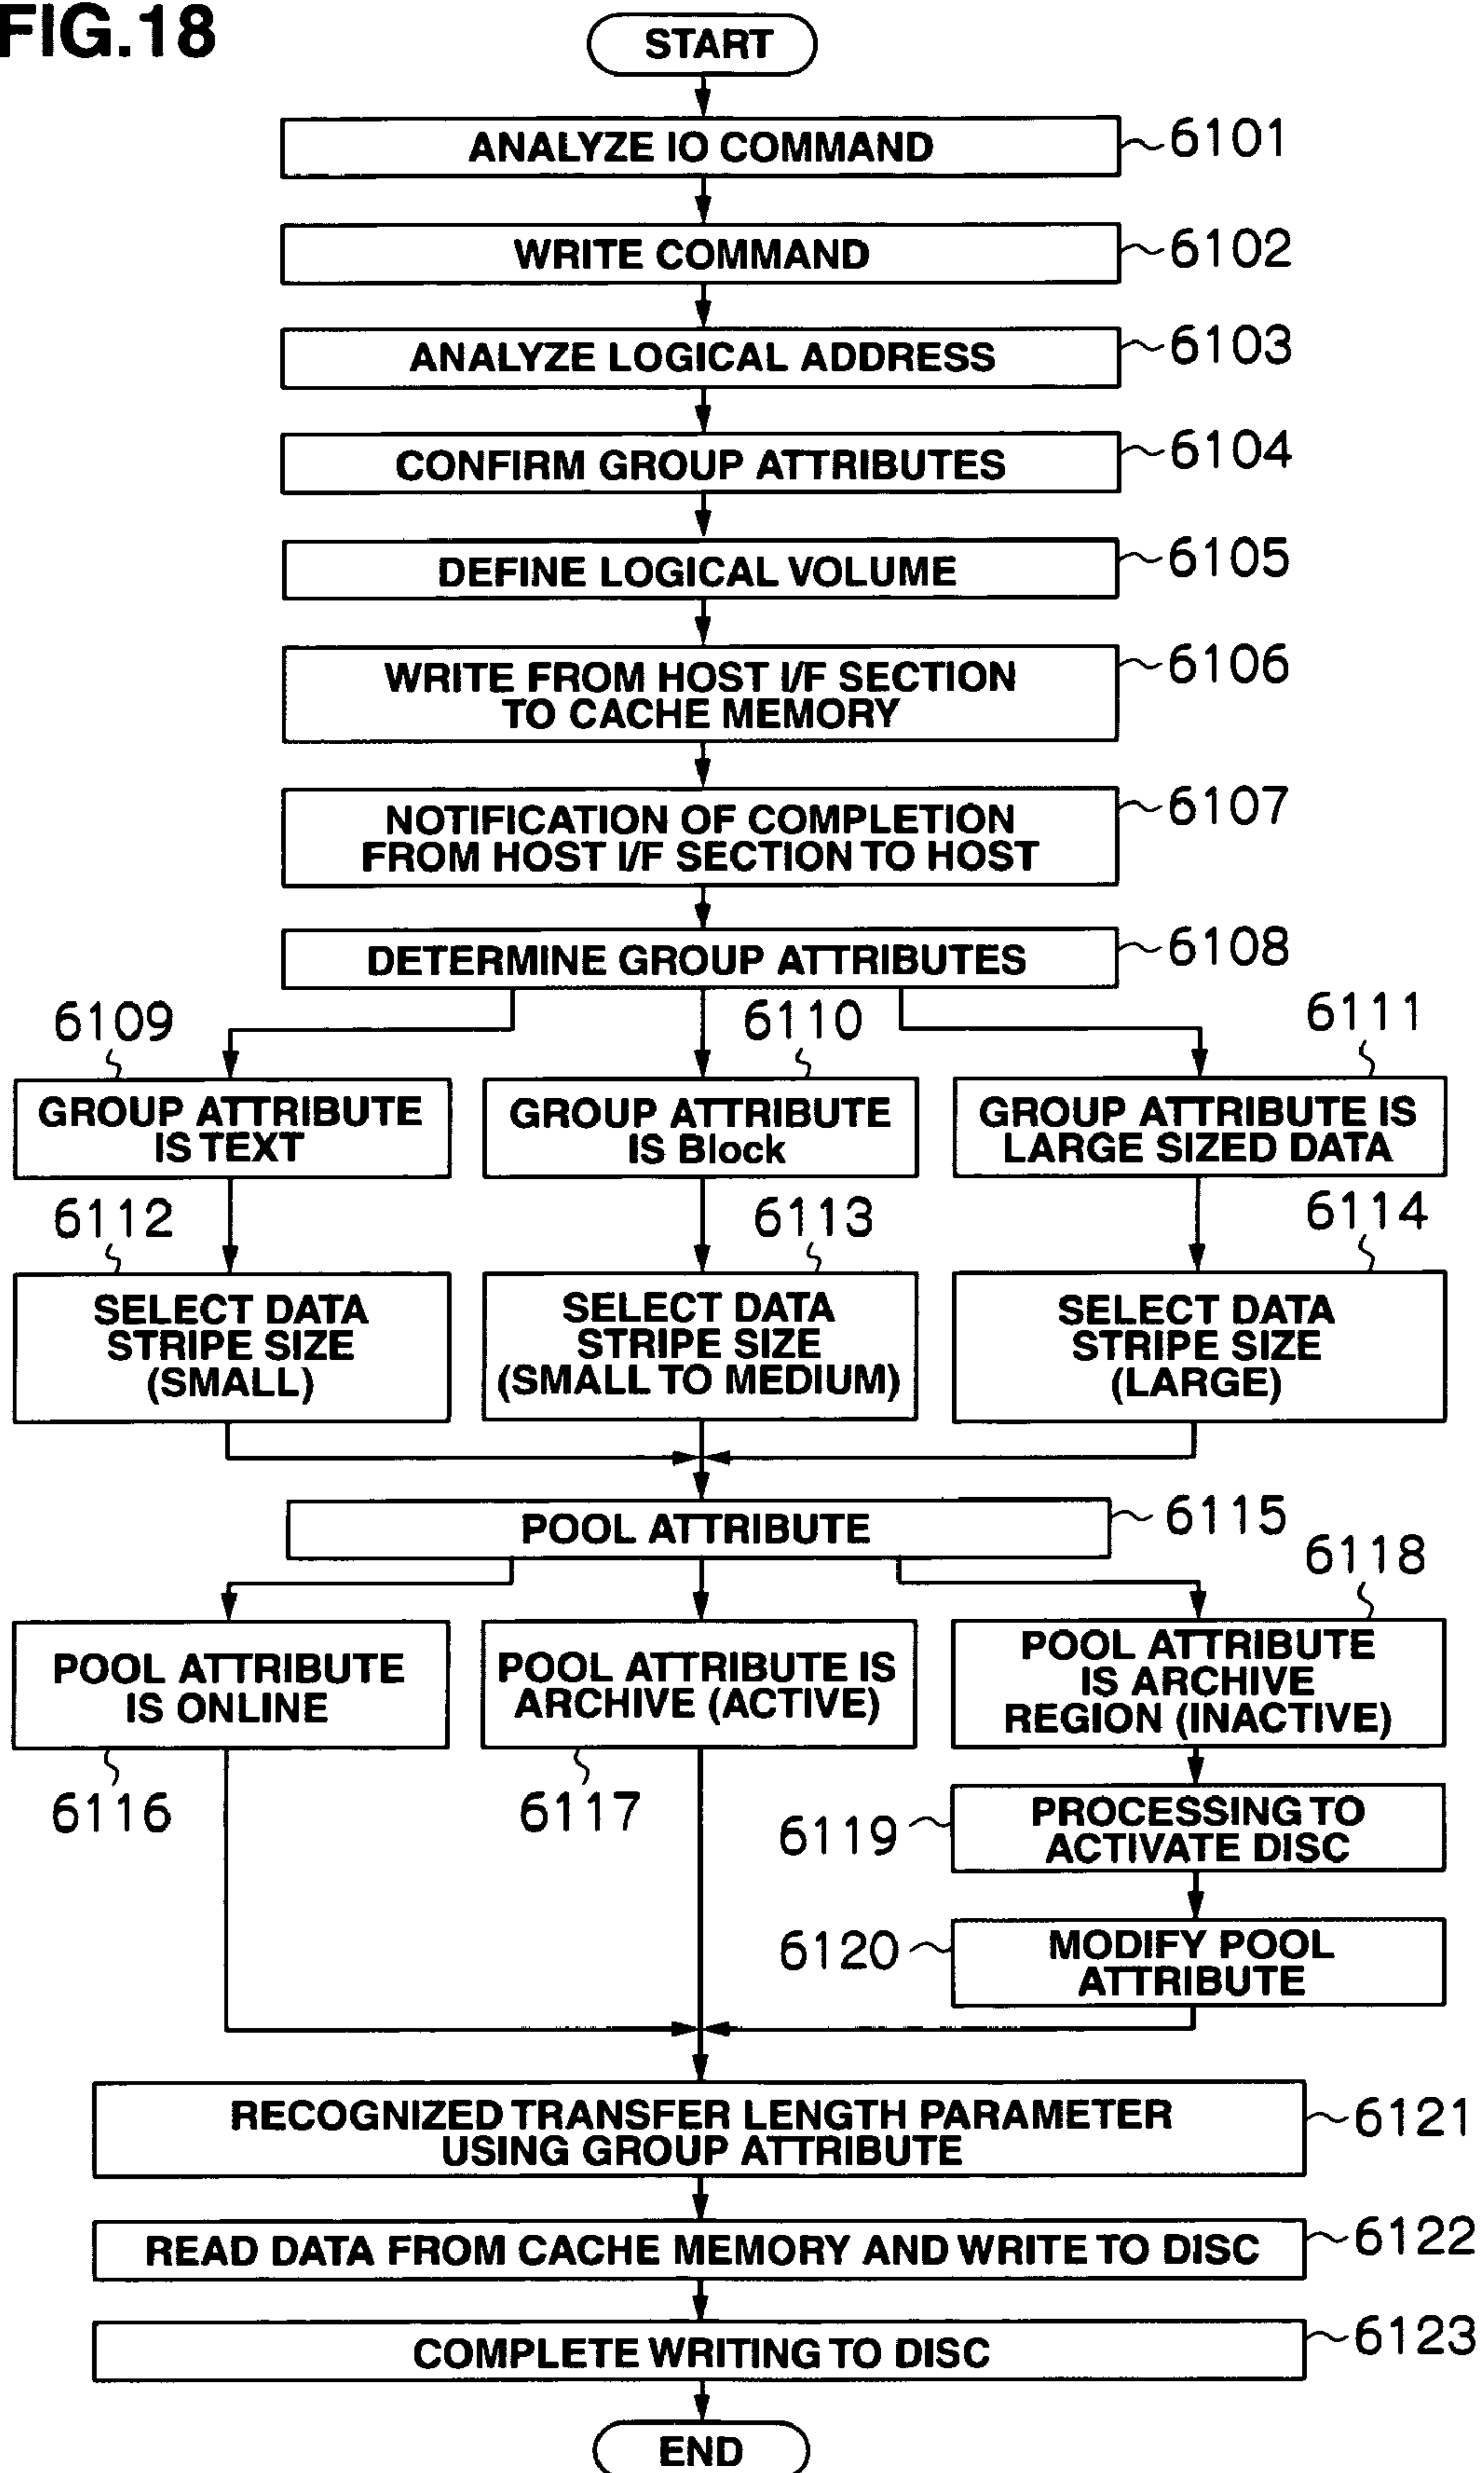 FIG.18
START
ANALYZE IO COMMAND
6101
WRITE COMMAND
6102
ANALYZE LOGICAL ADDRESS
6103
CONFIRM GROUP ATTRIBUTES
6104
DEFINE LOGICAL VOLUME
6105
WRITE FROM HOST I/F SECTION
TO CACHE MEMORY
6106
NOTIFICATION OF COMPLETION
FROM HOST I/F SECTION TO HOST
6107
DETERMINE GROUP ATTRIBUTES
6108
6109
GROUP ATTRIBUTE
IS TEXT
6110
GROUP ATTRIBUTE
IS Block
6111
GROUP ATTRIBUTE IS
LARGE SIZED DATA
6112
SELECT DATA
STRIPE SIZE
(SMALL)
6113
SELECT DATA
STRIPE SIZE
(SMALL TO MEDIUM)
6114
SELECT DATA
STRIPE SIZE
(LARGE)
POOL ATTRIBUTE
6115
POOL ATTRIBUTE
IS ONLINE
6116
POOL ATTRIBUTE IS
ARCHIVE (ACTIVE)
6117
6118
POOL ATTRIBUTE
IS ARCHIVE
REGION (INACTIVE)
6119
PROCESSING TO
ACTIVATE DISC
6120
MODIFY POOL
ATTRIBUTE
RECOGNIZED TRANSFER LENGTH PARAMETER
USING GROUP ATTRIBUTE
6121
READ DATA FROM CACHE MEMORY AND WRITE TO DISC
6122
COMPLETE WRITING TO DISC
6123
END